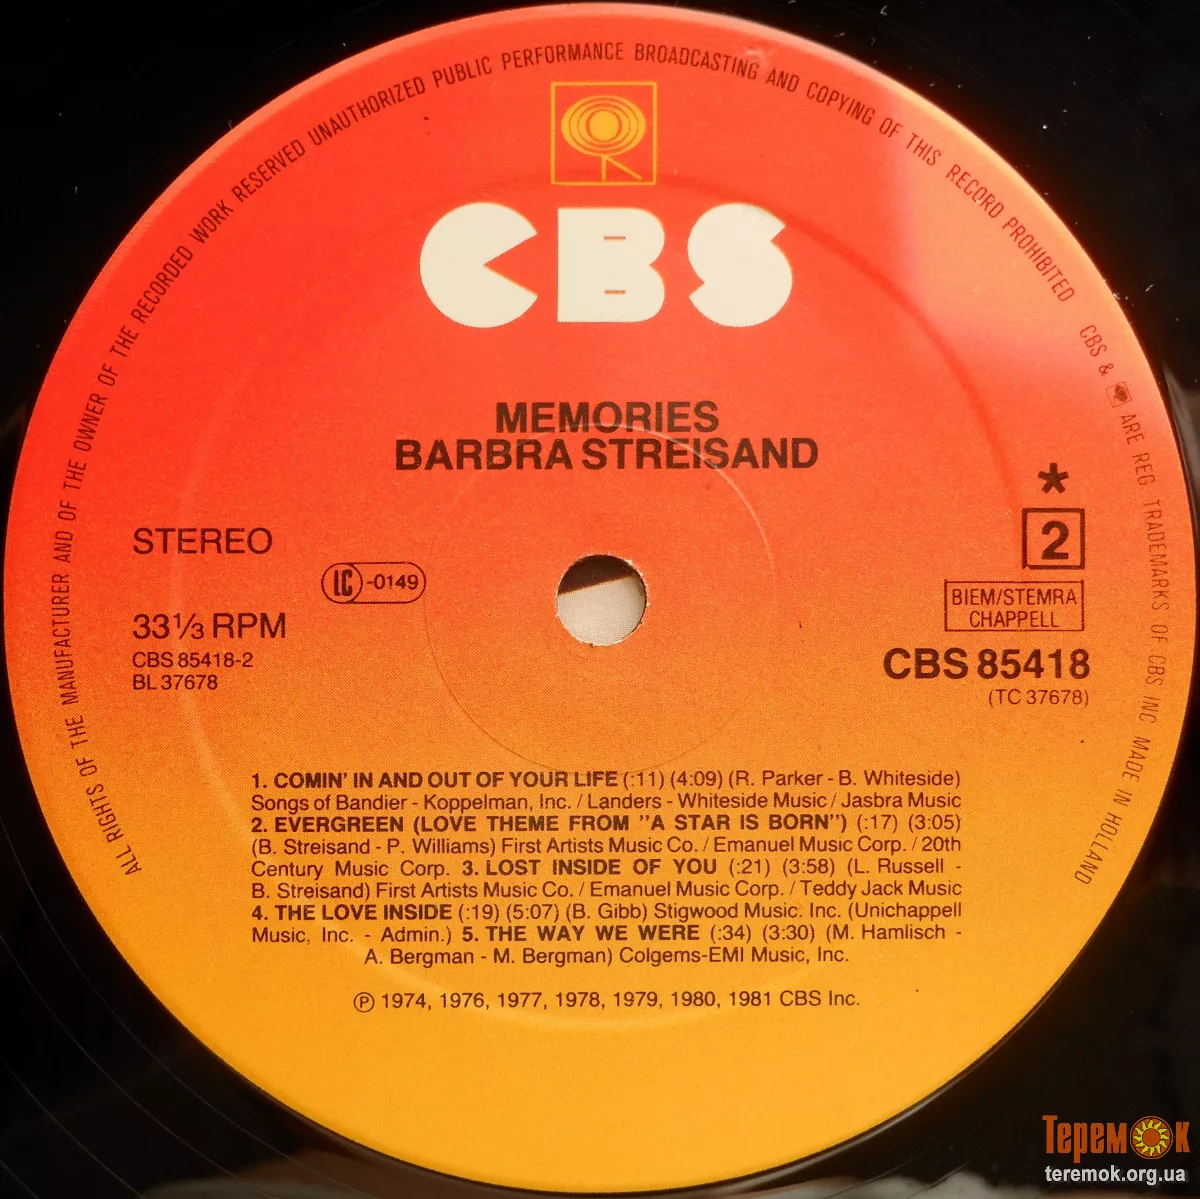 ALL RIGHTS OF THE MANUFACTURER AND OF THE OWNER OF THE RECORDED WORK RESERVED UNAUTHORIZED PUBLIC PERFORMANCE BROADCASTING AND COPYING OF THIS RECORD PROHIBITED CBS & ARE REG TRADEMARKS OF CBS INC MADE IN HOLLAND
CBS
MEMORIES
BARBRA STREISAND
STEREO
LC-0149
33⅓ RPM
CBS 85418-2
BL 37678
*
2
BIEM/STEMRA
CHAPPELL
CBS 85418
(TC 37678)
1. COMIN' IN AND OUT OF YOUR LIFE (:11) (4:09) (R. Parker - B. Whiteside)
Songs of Bandier - Koppelman, Inc. / Landers - Whiteside Music / Jasbra Music
2. EVERGREEN (LOVE THEME FROM "A STAR IS BORN") (:17) (3:05)
(B. Streisand - P. Williams) First Artists Music Co. / Emanuel Music Corp. / 20th
Century Music Corp. 3. LOST INSIDE OF YOU (:21) (3:58) (L. Russell -
B. Streisand) First Artists Music Co. / Emanuel Music Corp. / Teddy Jack Music
4. THE LOVE INSIDE (:19) (5:07) (B. Gibb) Stigwood Music. Inc. (Unichappell
Music, Inc. - Admin.) 5. THE WAY WE WERE (:34) (3:30) (M. Hamlisch -
A. Bergman - M. Bergman) Colgems-EMI Music, Inc.
℗ 1974, 1976, 1977, 1978, 1979, 1980, 1981 CBS Inc.
Теремок
teremok.org.ua